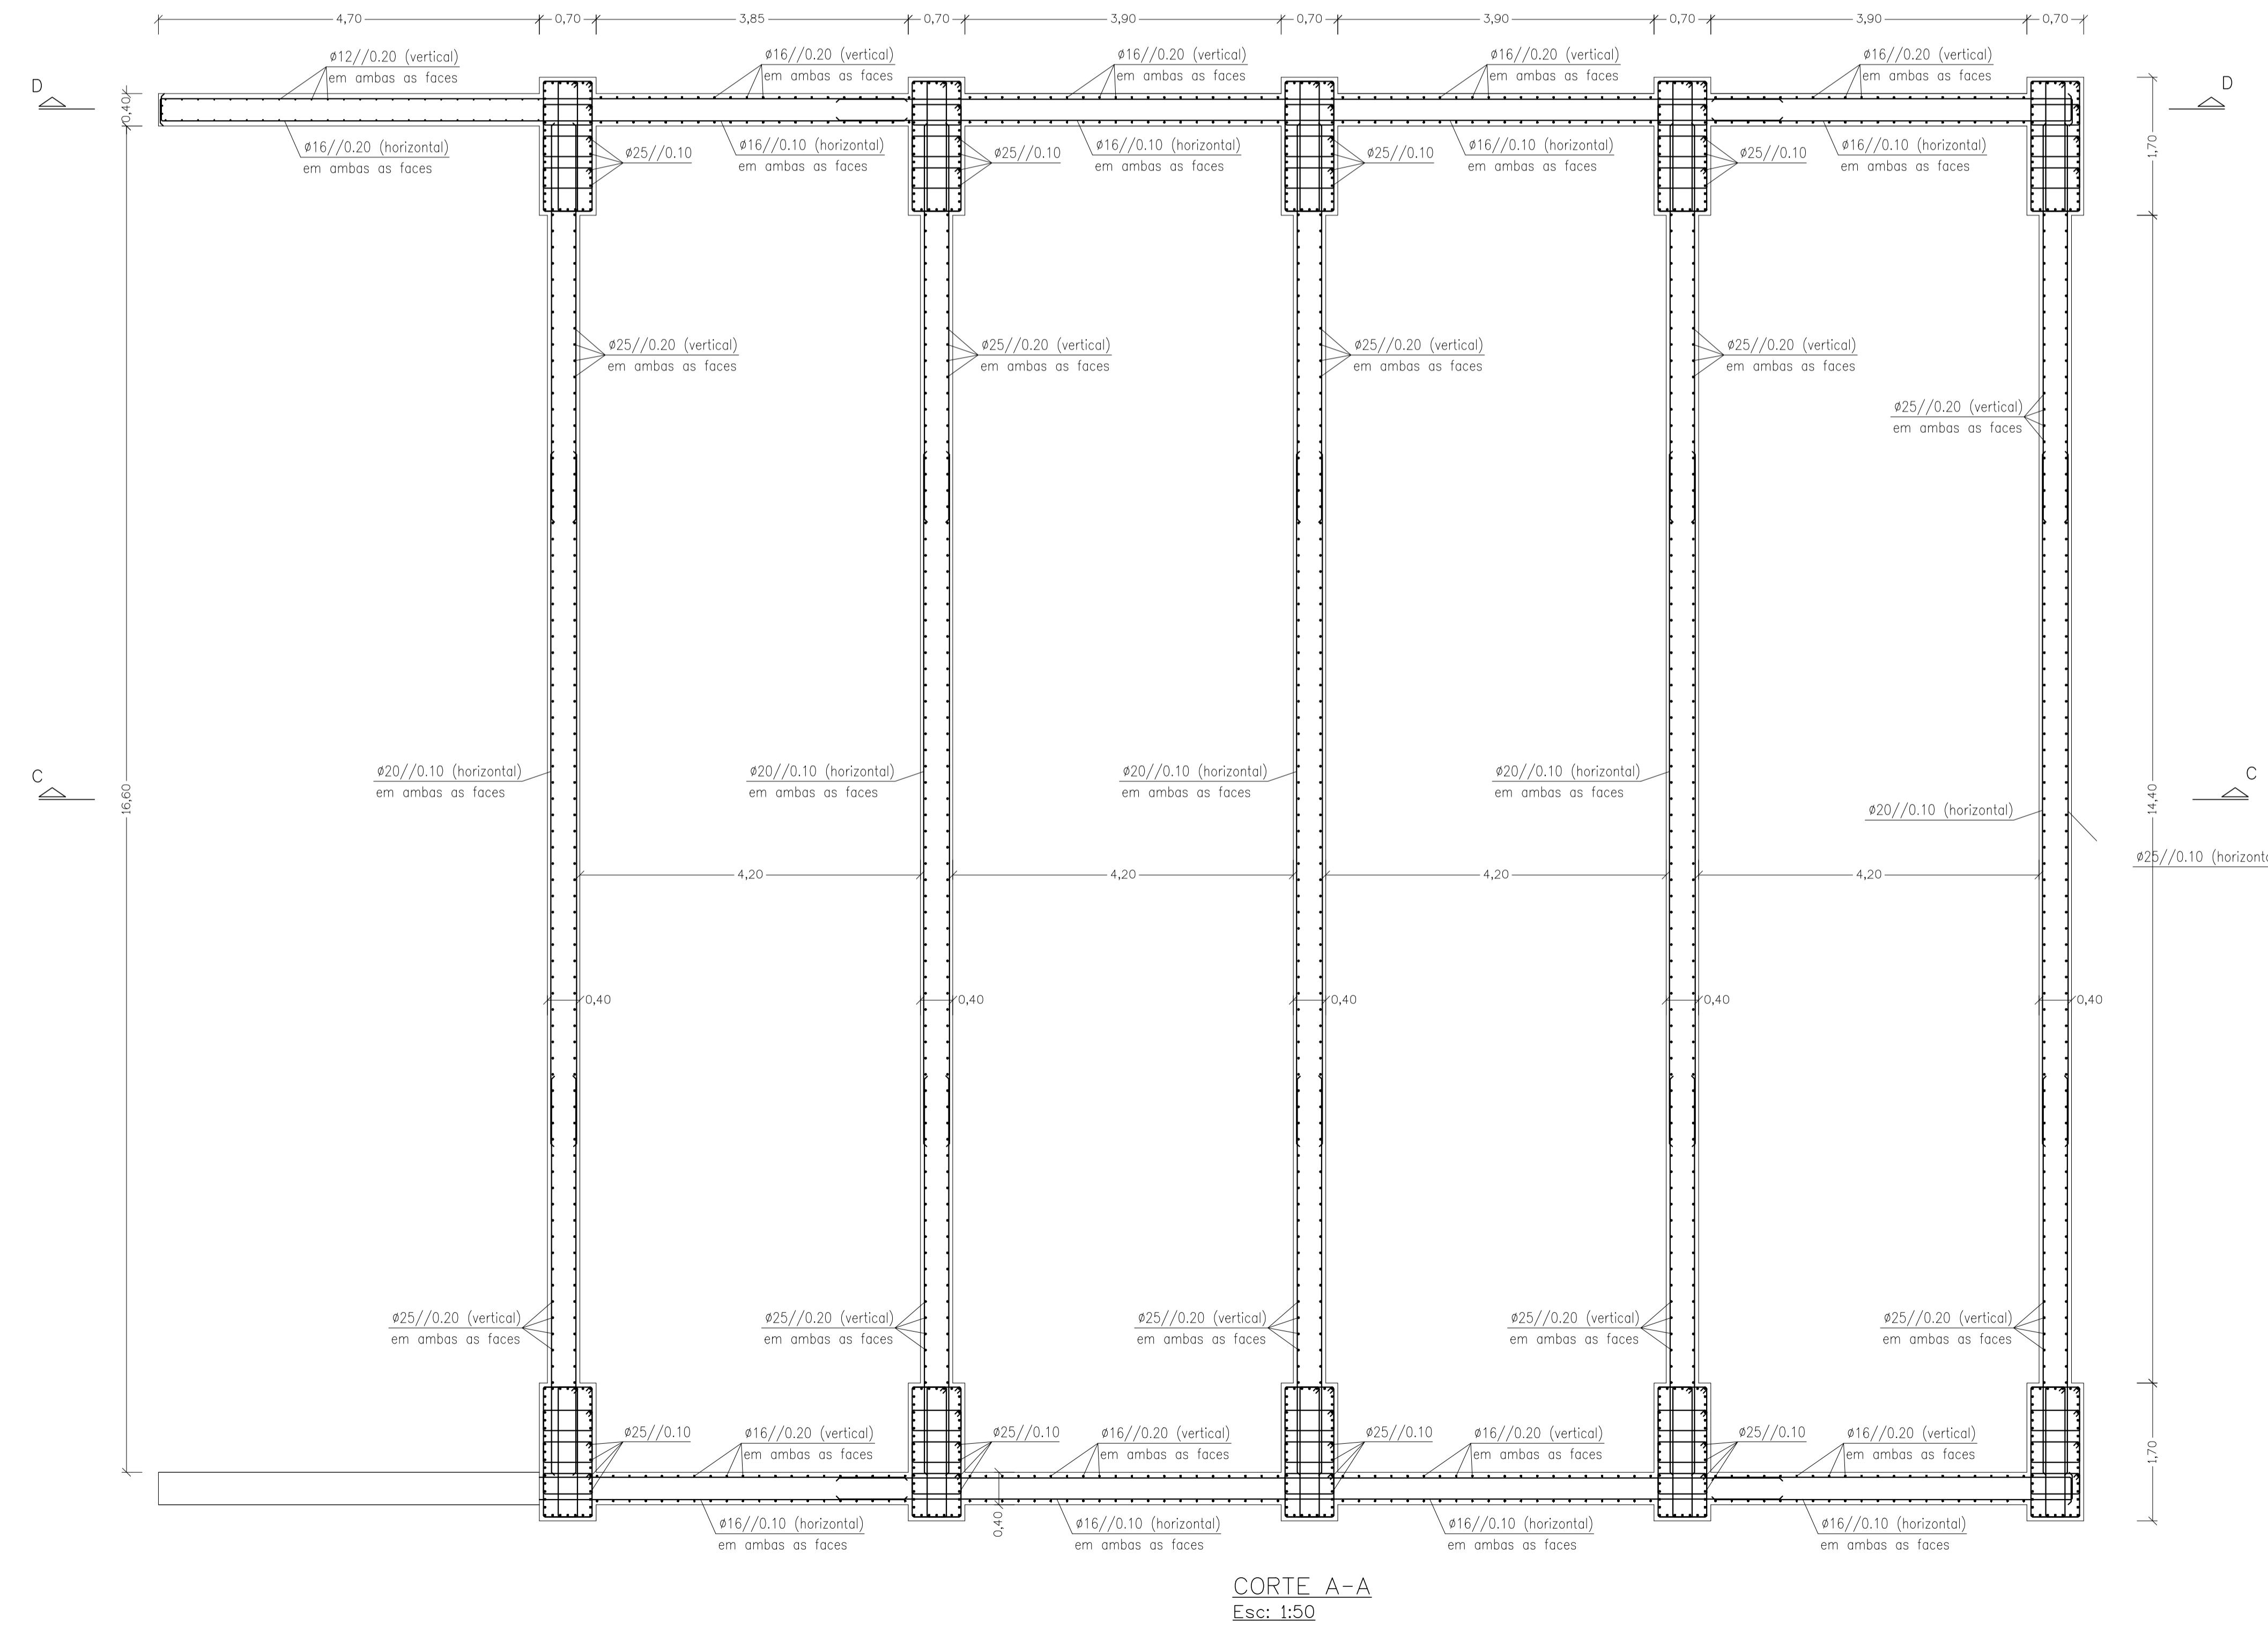 4,70 0,70 3,85 0,70 3,90 0,70 3,90 0,70 3,90 0,70
ø12//0.20 (vertical)
em ambas as faces
ø16//0.20 (vertical)
em ambas as faces
ø16//0.20 (vertical)
em ambas as faces
ø16//0.20 (vertical)
em ambas as faces
ø16//0.20 (vertical)
em ambas as faces
D
D
0,40
ø16//0.20 (horizontal)
em ambas as faces
ø25//0.10
ø16//0.10 (horizontal)
em ambas as faces
ø25//0.10
ø16//0.10 (horizontal)
em ambas as faces
ø25//0.10
ø16//0.10 (horizontal)
em ambas as faces
ø25//0.10
ø16//0.10 (horizontal)
em ambas as faces
1,70
ø25//0.20 (vertical)
em ambas as faces
ø25//0.20 (vertical)
em ambas as faces
ø25//0.20 (vertical)
em ambas as faces
ø25//0.20 (vertical)
em ambas as faces
ø25//0.20 (vertical)
em ambas as faces
C
C
16,60
ø20//0.10 (horizontal)
em ambas as faces
ø20//0.10 (horizontal)
em ambas as faces
ø20//0.10 (horizontal)
em ambas as faces
ø20//0.10 (horizontal)
em ambas as faces
ø20//0.10 (horizontal)
14,40
ø25//0.10 (horizonta
4,20 4,20 4,20 4,20
0,40 0,40 0,40 0,40 0,40
ø25//0.20 (vertical)
em ambas as faces
ø25//0.20 (vertical)
em ambas as faces
ø25//0.20 (vertical)
em ambas as faces
ø25//0.20 (vertical)
em ambas as faces
ø25//0.20 (vertical)
em ambas as faces
ø25//0.10
ø16//0.20 (vertical)
em ambas as faces
ø25//0.10
ø16//0.20 (vertical)
em ambas as faces
ø25//0.10
ø16//0.20 (vertical)
em ambas as faces
ø25//0.10
ø16//0.20 (vertical)
em ambas as faces
1,70
ø16//0.10 (horizontal)
em ambas as faces
0,40
ø16//0.10 (horizontal)
em ambas as faces
ø16//0.10 (horizontal)
em ambas as faces
ø16//0.10 (horizontal)
em ambas as faces
CORTE A-A
Esc: 1:50